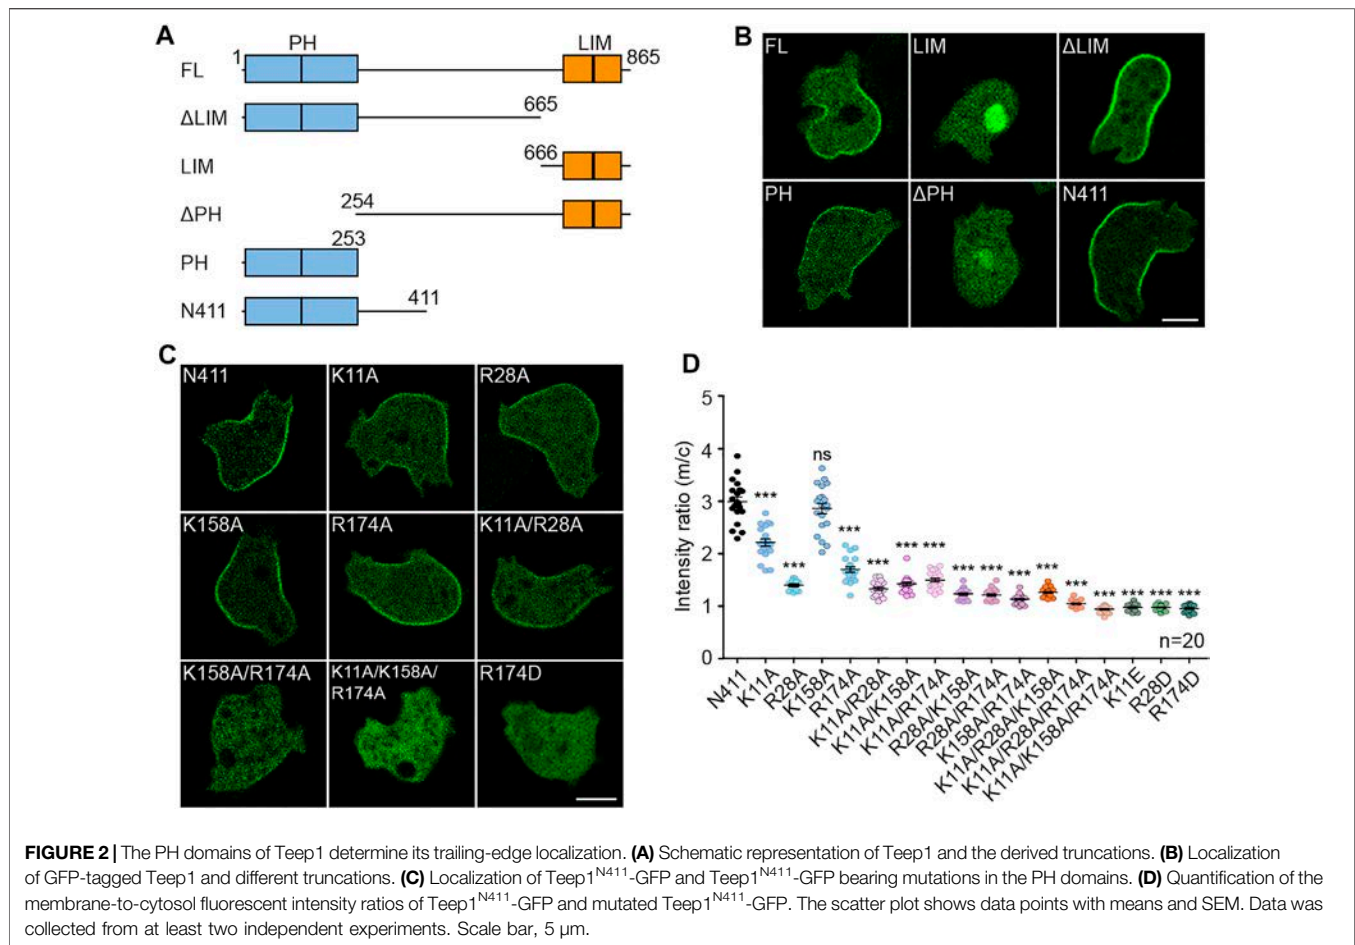 A
PH
LIM
1
865
FL
665
ΔLIM
666
LIM
254
ΔPH
253
PH
411
N411
B
FL
LIM
ΔLIM
PH
ΔPH
N411
C
N411
K11A
R28A
K158A
R174A
K11A/R28A
K158A/R174A
K11A/K158A/
R174A
R174D
D
Intensity ratio (m/c)
5
4
3
2
1
0
***
***
ns
***
***
***
***
***
***
***
***
***
***
***
***
***
n=20
N411
K11A
R28A
K158A
R174A
K11A/R28A
K11A/K158A
K11A/R174A
R28A/K158A
R28A/R174A
K158A/R174A
K11A/R28A/K158A
K11A/R28A/R174A
K11A/K158A/R174A
K11E
R28D
R174D
FIGURE 2 | The PH domains of Teep1 determine its trailing-edge localization. (A) Schematic representation of Teep1 and the derived truncations. (B) Localization
of GFP-tagged Teep1 and different truncations. (C) Localization of Teep1N411-GFP and Teep1N411-GFP bearing mutations in the PH domains. (D) Quantification of the
membrane-to-cytosol fluorescent intensity ratios of Teep1N411-GFP and mutated Teep1N411-GFP. The scatter plot shows data points with means and SEM. Data was
collected from at least two independent experiments. Scale bar, 5 µm.